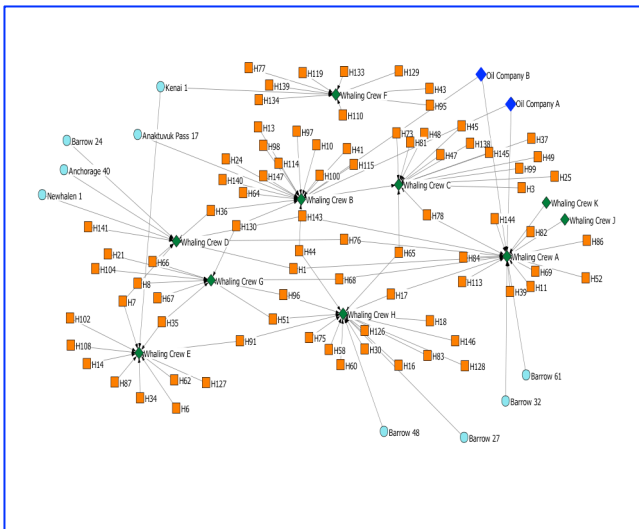 H77
H119
H133
H129
Oil Company B
H139
Kenai 1
H43
H134
Whaling Crew F
H95
Oil Company A
H110
H13
H97
H73
H48
H45
Anaktuvuk Pass 17
H37
Barrow 24
H98
H10
H41
H81
H138
H24
H114
H115
H47
H145
H49
Anchorage 40
H140
H147
H100
H99
H25
Newhalen 1
H64
Whaling Crew B
Whaling Crew C
H3
Whaling Crew K
H36
H143
H78
H144
Whaling Crew J
H141
H130
H82
Whaling Crew D
H76
H86
H21
H44
H65
H84
Whaling Crew A
H66
H104
H1
H69
H8
Whaling Crew G
H68
H113
H52
H67
H96
H17
H39
H11
H7
H102
H35
H51
Whaling Crew H
H18
H126
H108
H91
H75
H146
Whaling Crew E
H58
H30
H83
H14
H60
H16
H128
H87
H62
H127
Barrow 61
H34
H6
Barrow 32
Barrow 48
Barrow 27